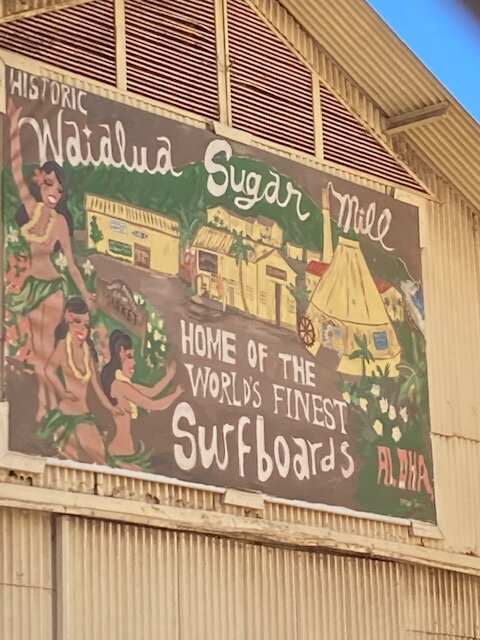 HISTORIC
Waialua Sugar Mill
HOME OF THE
WORLD'S FINEST
Surfboards
ALOHA